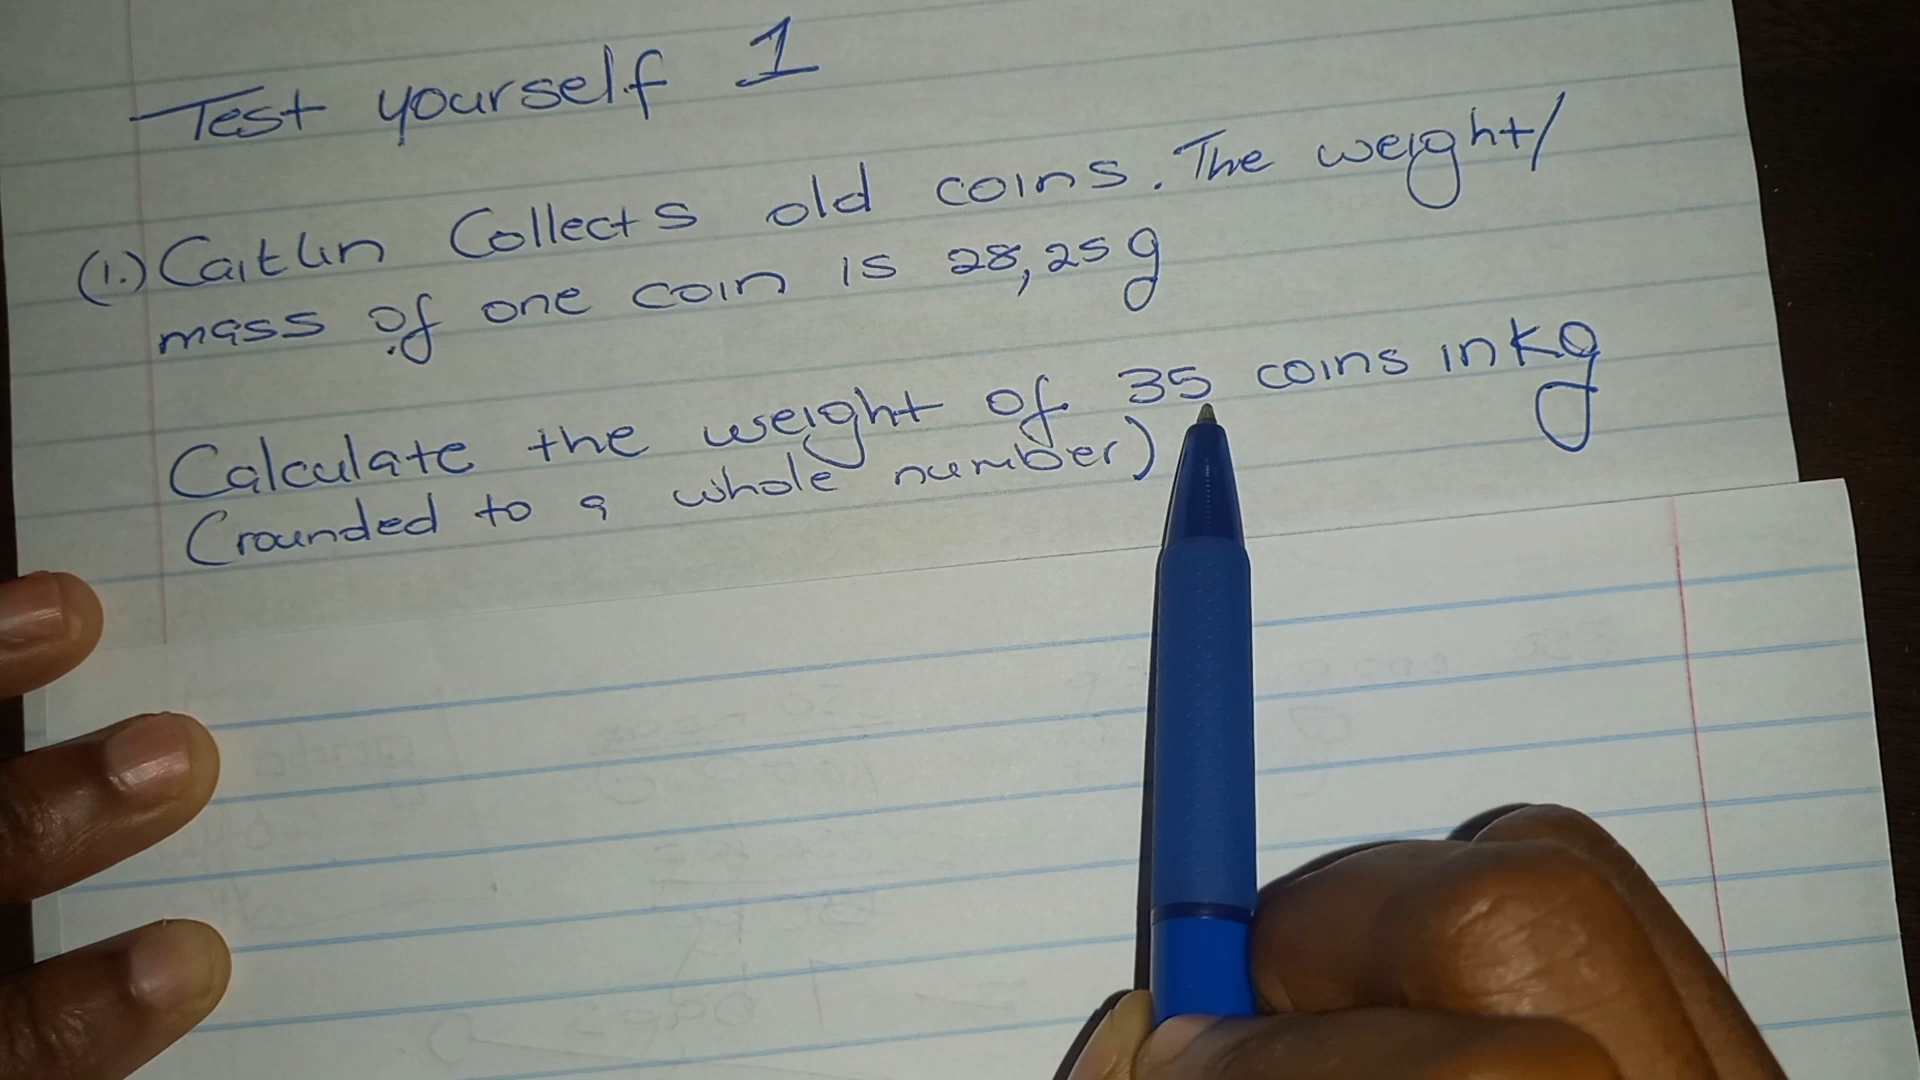 Test yourself 1
(1.) Caitlin Collects old coins. The weight/
mass of one coin is 28,25g
Calculate the weight of 35 coins in kg
(rounded to a whole number)